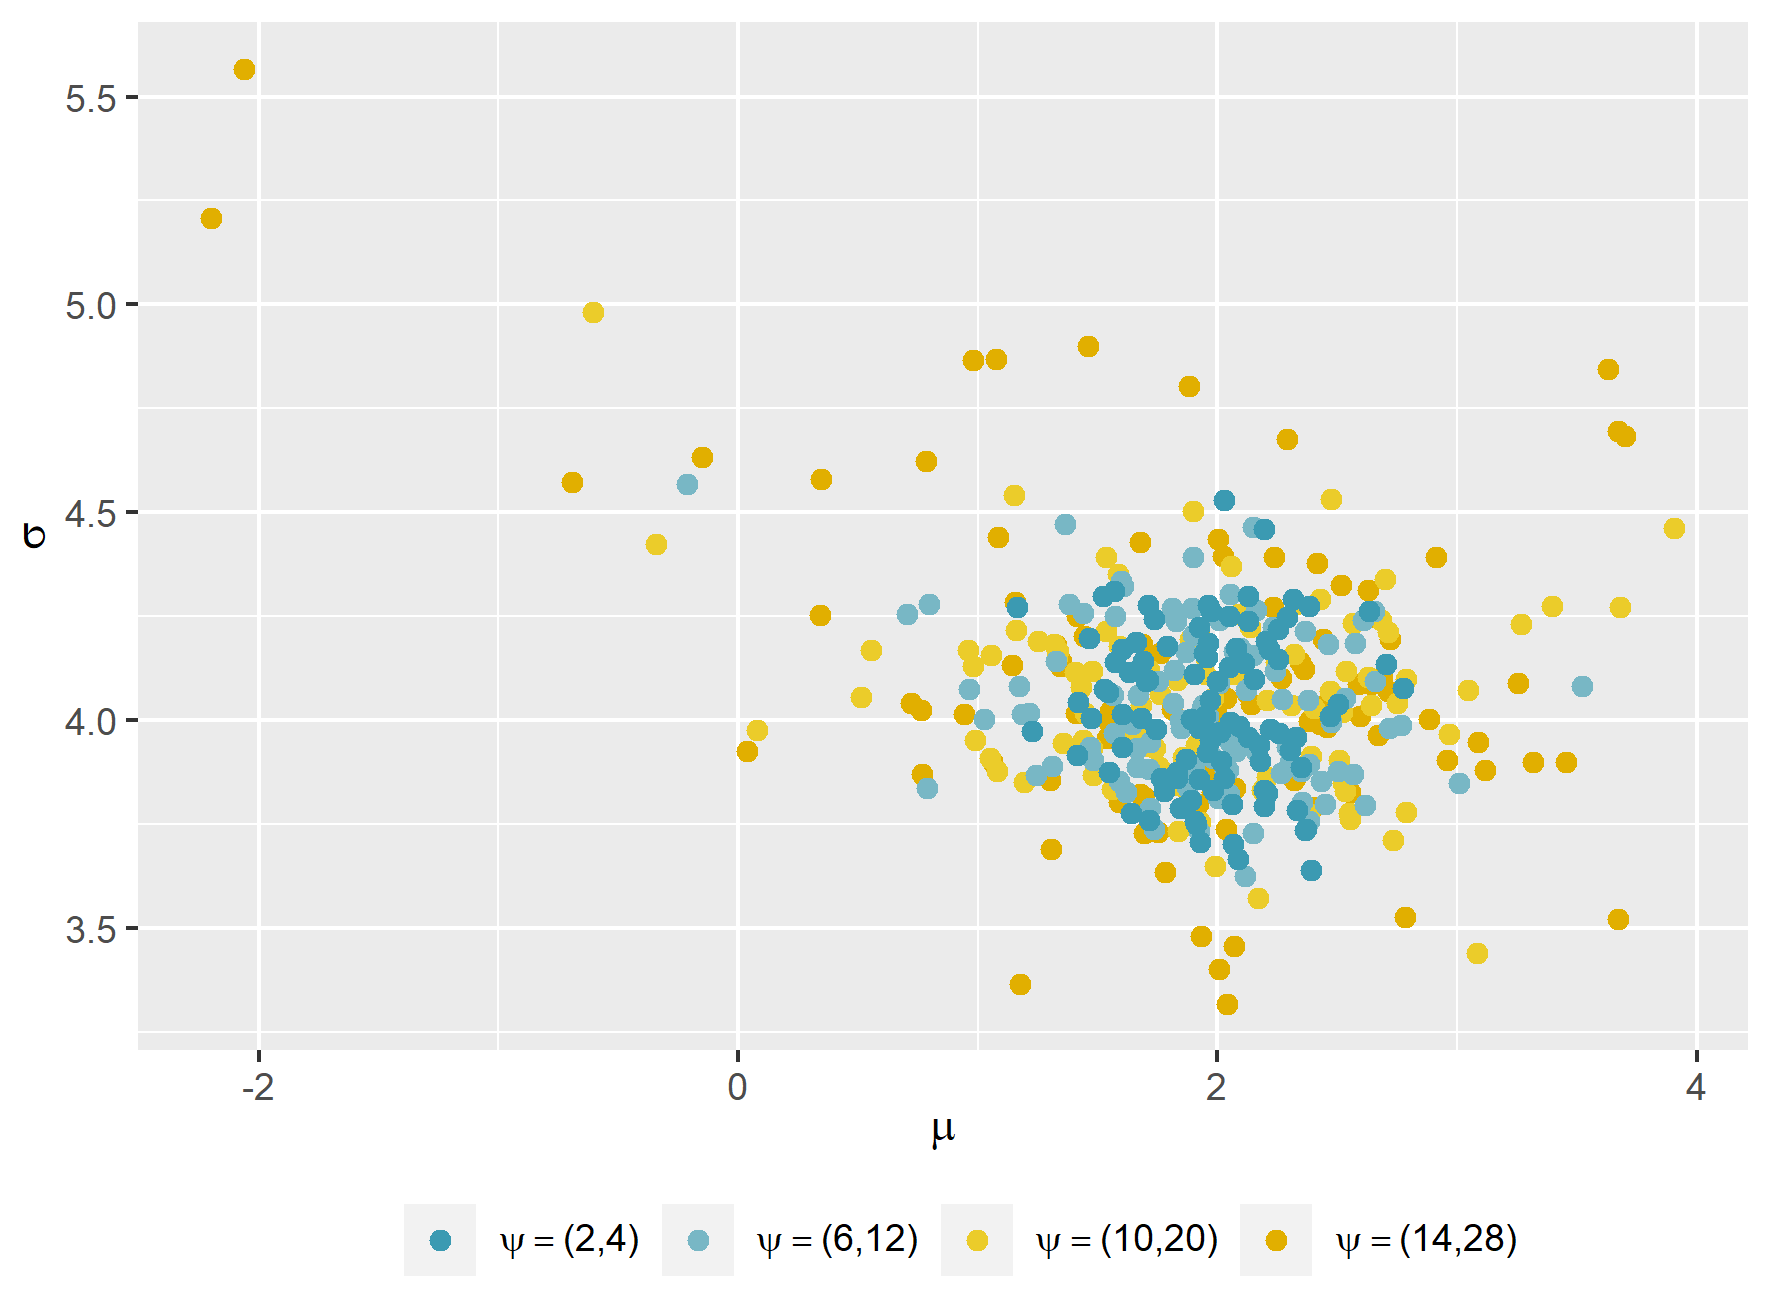 5.5
5.0
4.5
4.0
3.5
σ
-2 0 2 4
μ
ψ = (2,4) ψ = (6,12) ψ = (10,20) ψ = (14,28)